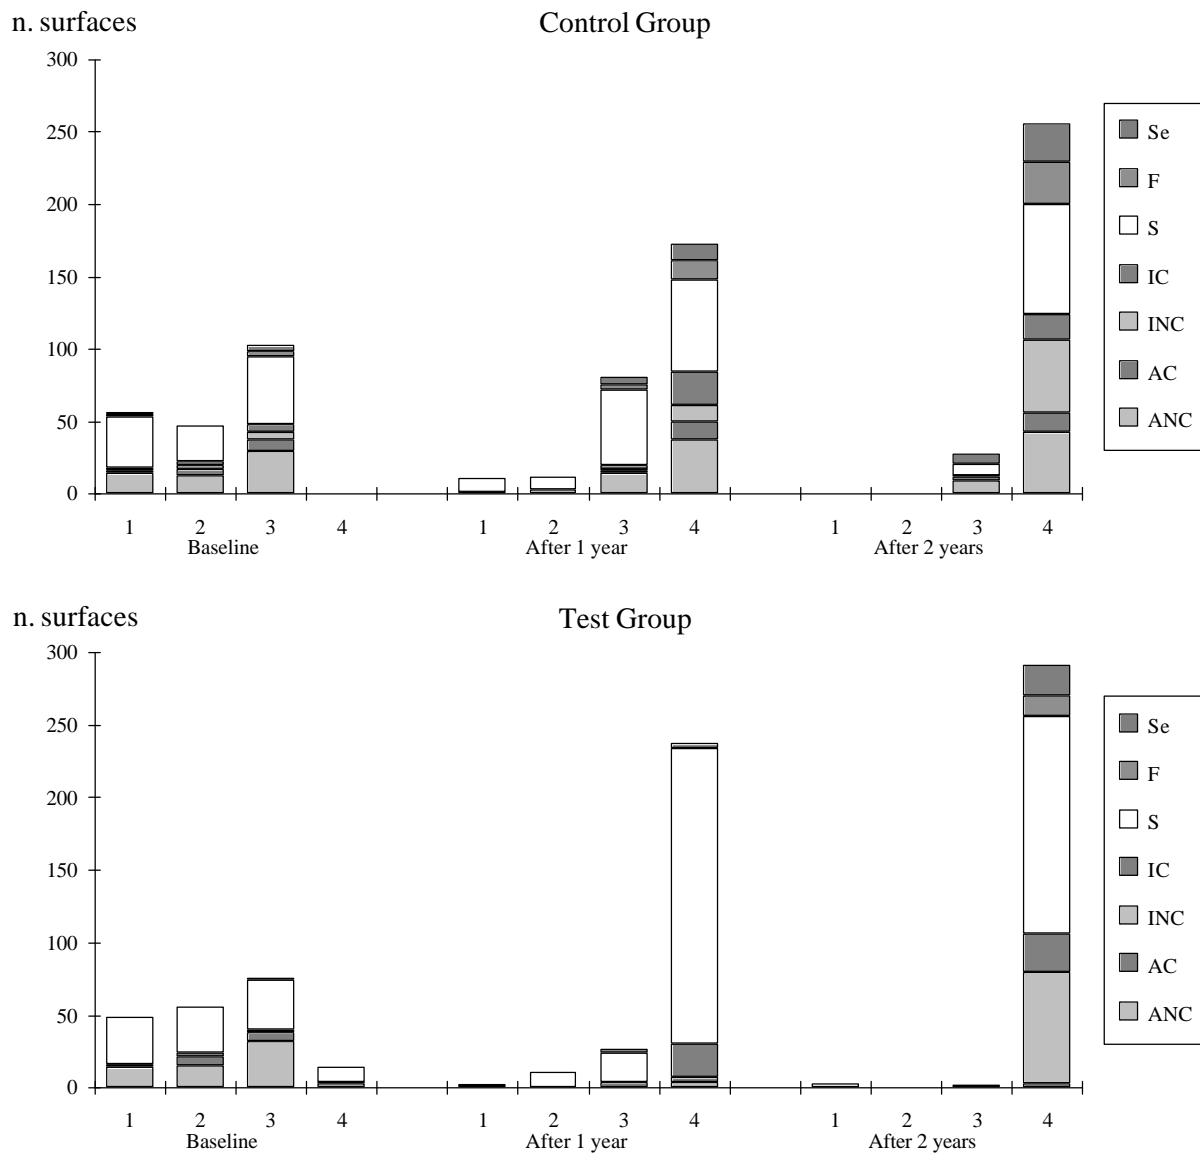 n. surfaces
Control Group
300
250
200
150
100
50
0
1 2 3 4 1 2 3 4 1 2 3 4
Baseline After 1 year After 2 years
Se
F
S
IC
INC
AC
ANC
n. surfaces
Test Group
300
250
200
150
100
50
0
1 2 3 4 1 2 3 4 1 2 3 4
Baseline After 1 year After 2 years
Se
F
S
IC
INC
AC
ANC